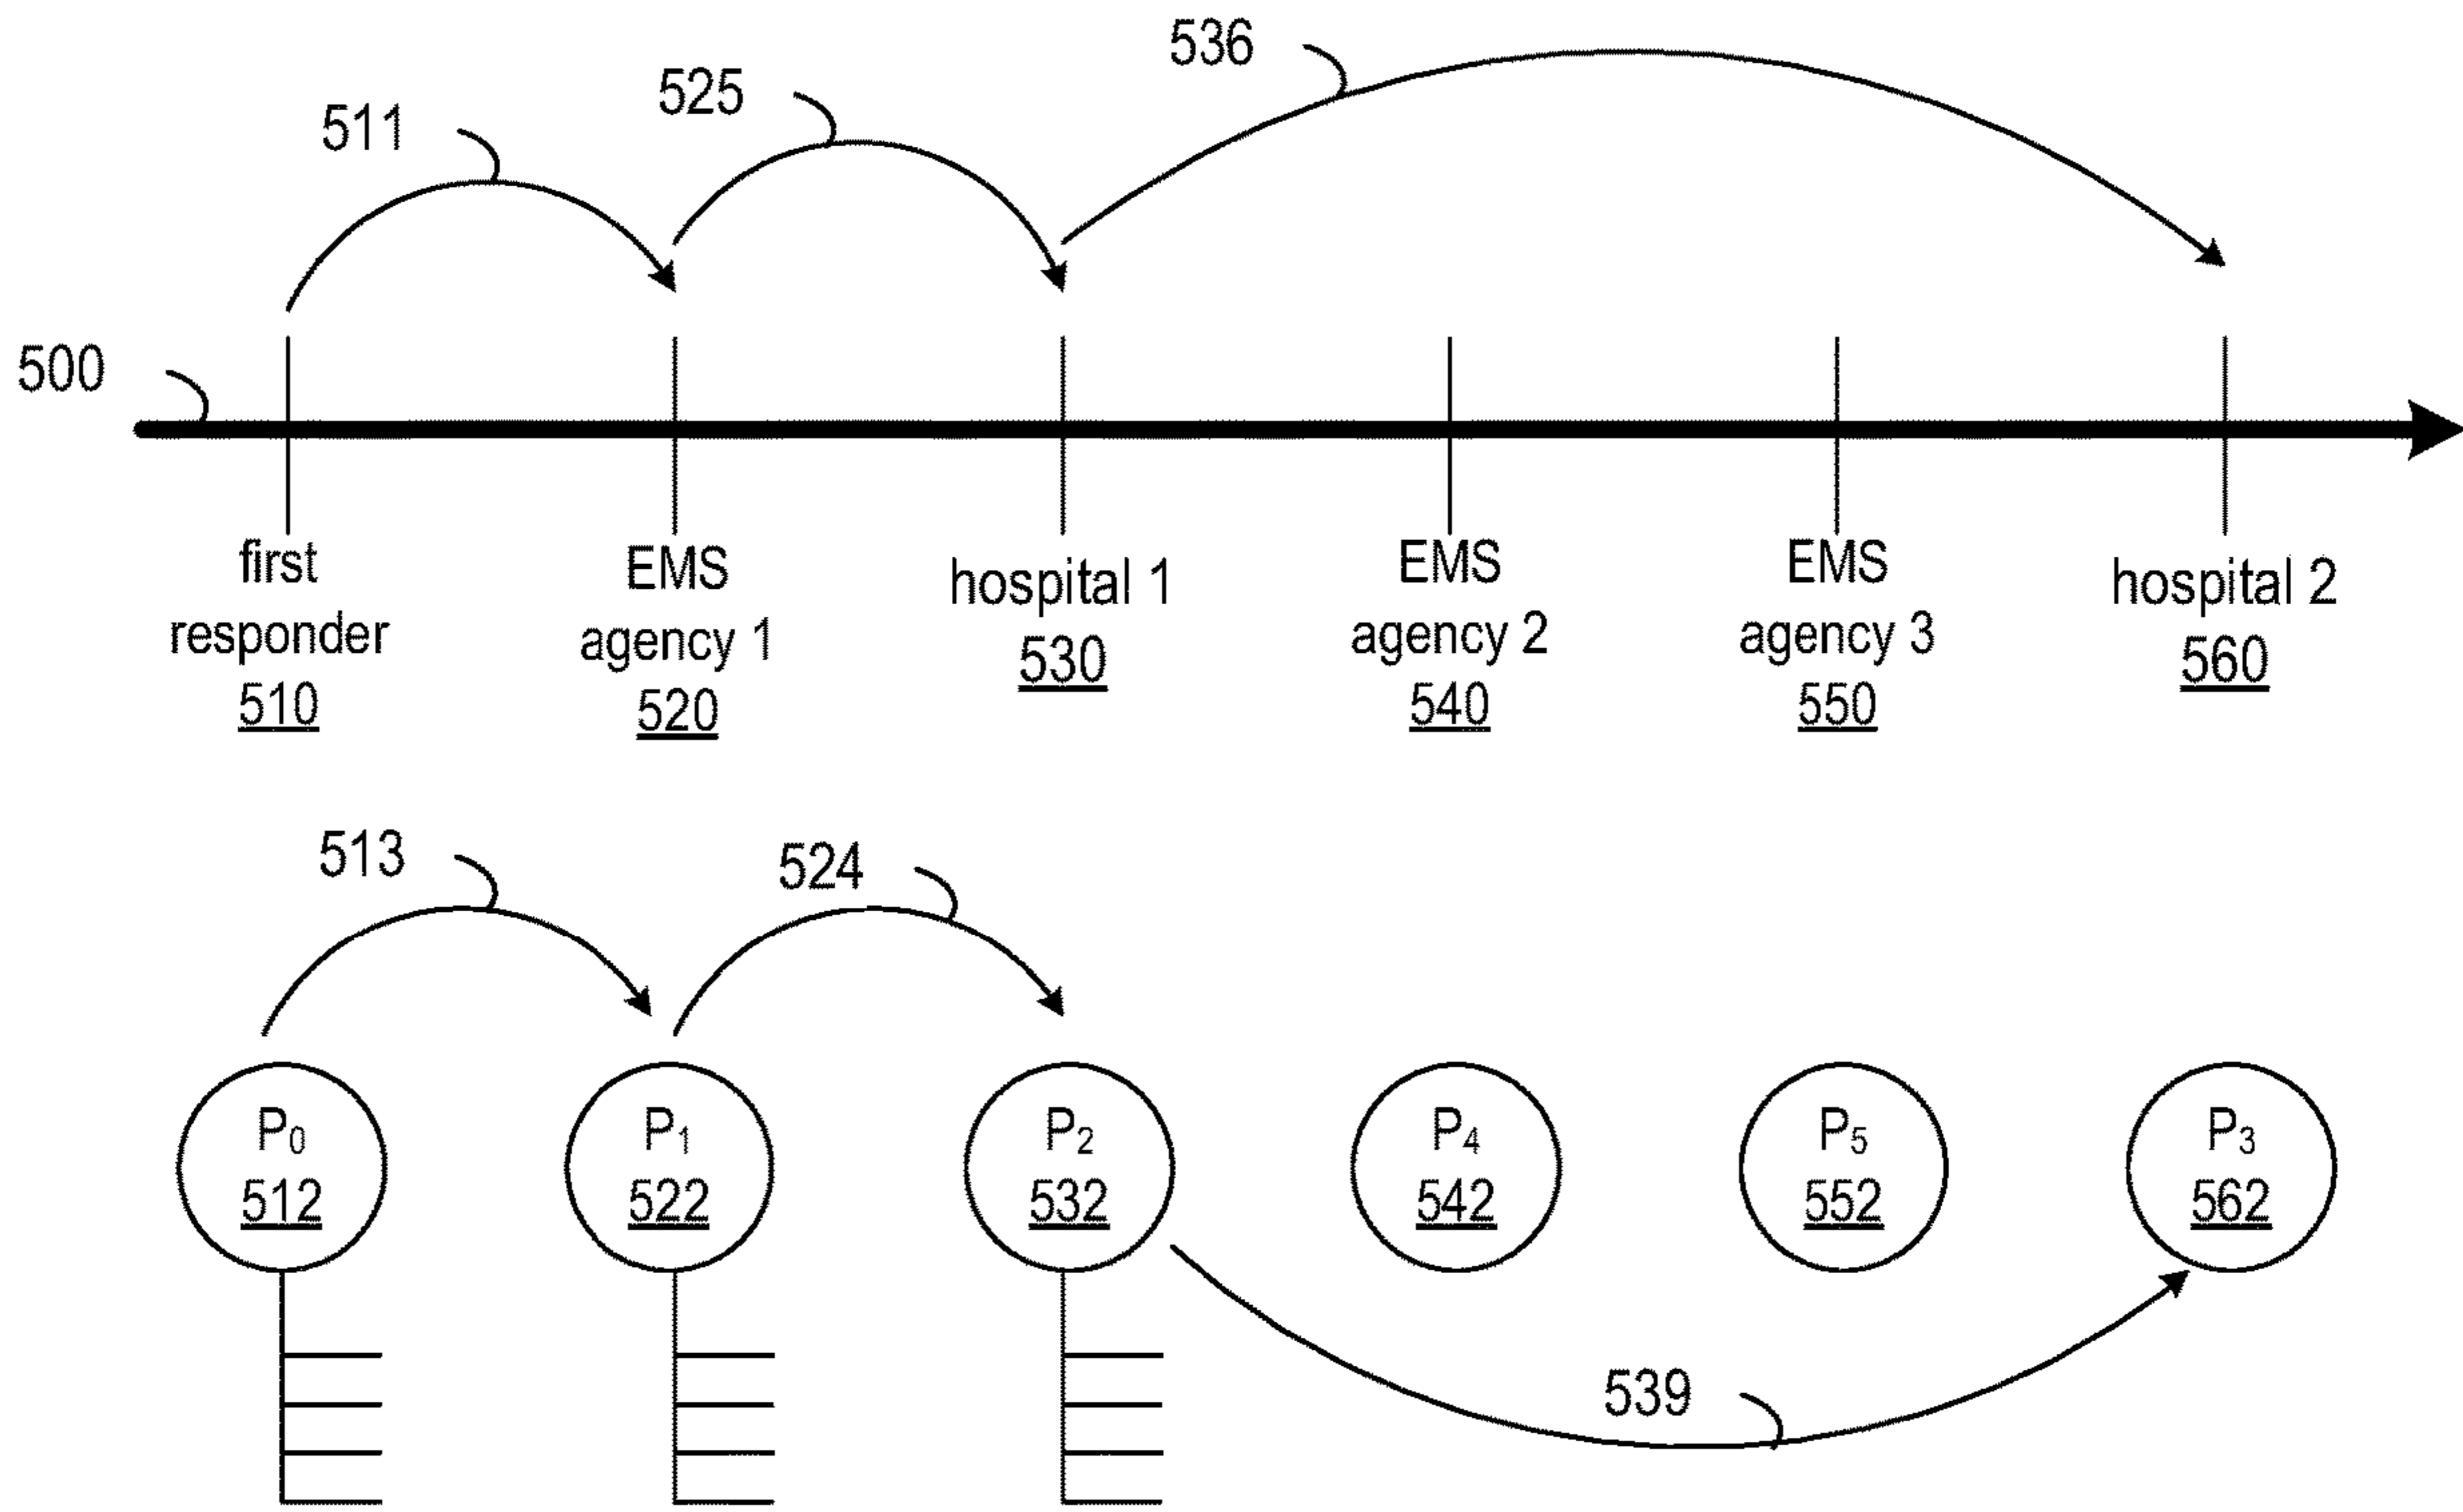 536
525
511
500
first
responder
510
EMS
agency 1
520
hospital 1
530
EMS
agency 2
540
EMS
agency 3
550
hospital 2
560
513
524
P₀
512
P₁
522
P₂
532
P₄
542
P₅
552
P₃
562
539